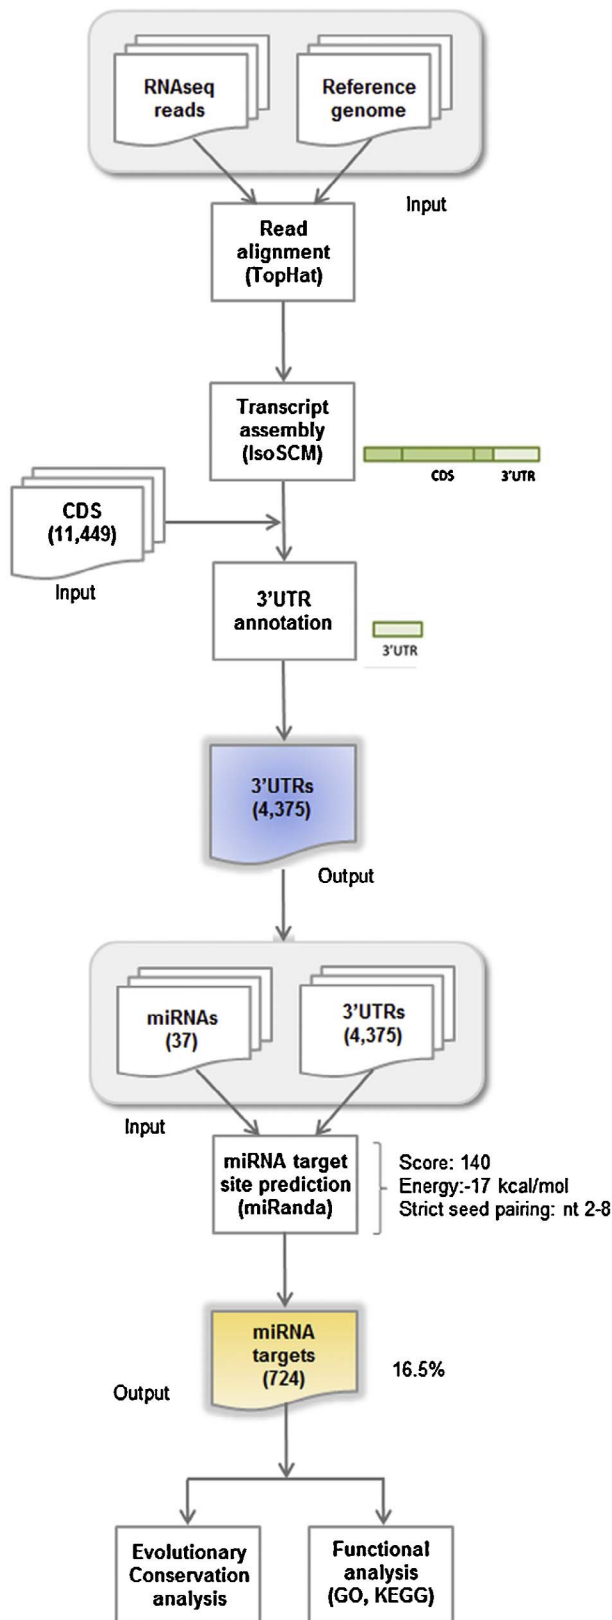 RNAseq
reads
Reference
genome
Input
Read
alignment
(TopHat)
Transcript
assembly
(IsoSCM)
CDS
3'UTR
CDS
(11,449)
Input
3'UTR
annotation
3'UTR
3'UTRs
(4,375)
Output
miRNAs
(37)
3'UTRs
(4,375)
Input
miRNA target
site prediction
(miRanda)
Score: 140
Energy:-17 kcal/mol
Strict seed pairing: nt 2-8
miRNA
targets
(724)
16.5%
Output
Evolutionary
Conservation
analysis
Functional
analysis
(GO, KEGG)